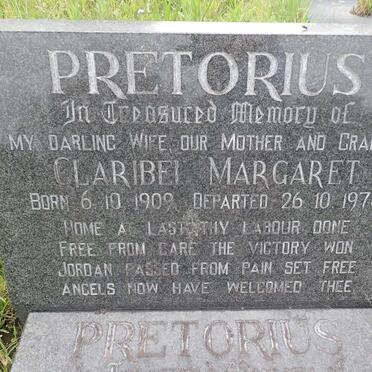 PRETORIUS
In Treasured Memory of
MY DARLING WIFE, OUR MOTHER AND
CLARIBEL MARGARET
BORN 6.10.1909 DEPARTED 26.10.197
HOME AT LAST THY LABOUR DONE
FREE FROM CARE THE VICTORY WON
JORDAN PASSED FROM PAIN SET FREE
ANGELS NOW HAVE WELCOMED THEE
PRETORIUS